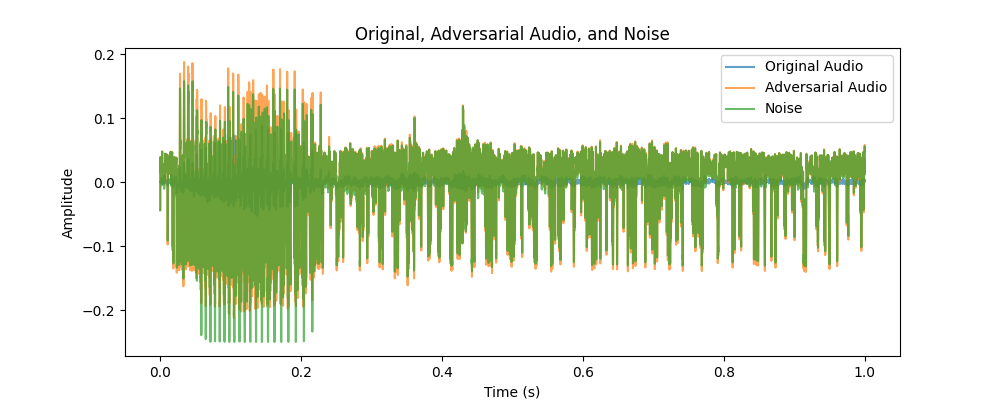 Original, Adversarial Audio, and Noise
Original Audio
Adversarial Audio
Noise
Amplitude
0.2
0.1
0.0
−0.1
−0.2
0.0
0.2
0.4
0.6
0.8
1.0
Time (s)